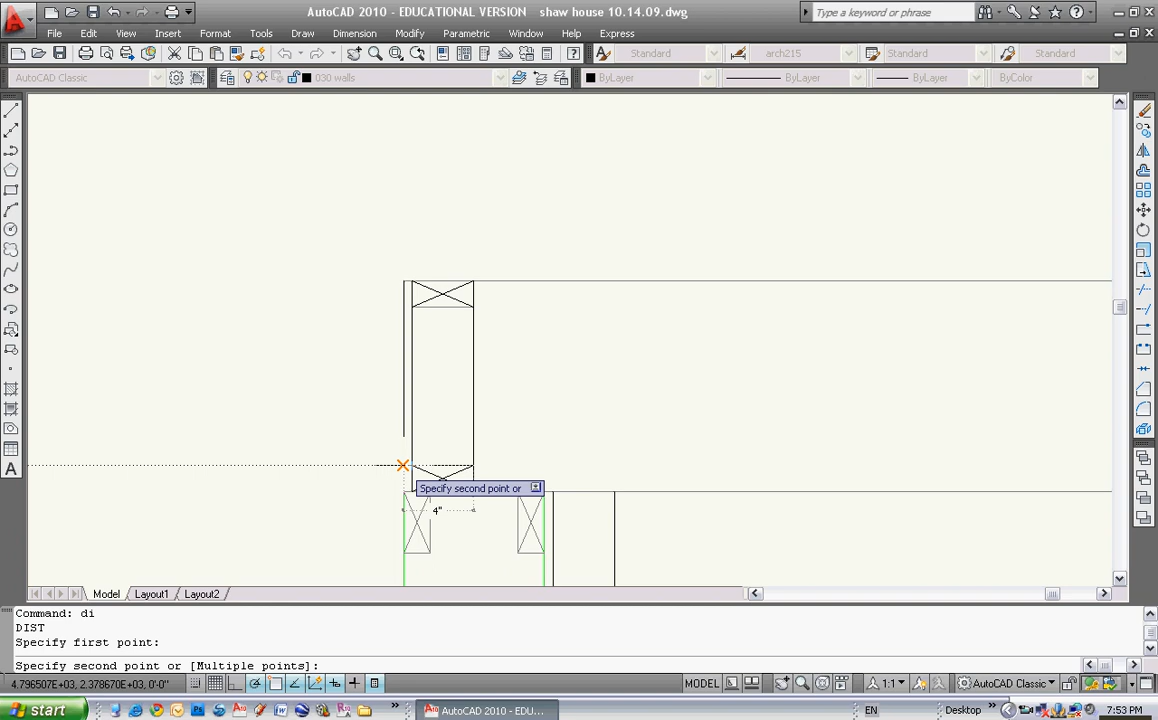 AutoCAD 2010 - EDUCATIONAL VERSION shaw house 10.14.09.dwg
Type a keyword or phrase
File Edit View Insert Format Tools Draw Dimension Modify Parametric Window Help Express
Standard arch215 Standard Standard
AutoCAD Classic 030 walls ByLayer ByLayer ByLayer ByColor
Specify second point or
4"
Model Layout1 Layout2
Command: di
DIST
Specify first point:
Specify second point or [Multiple points]:
4.796507E+03, 2.378670E+03, 0'-0" MODEL 1:1 AutoCAD Classic
start AutoCAD 2010 - EDU... EN Desktop 7:53 PM